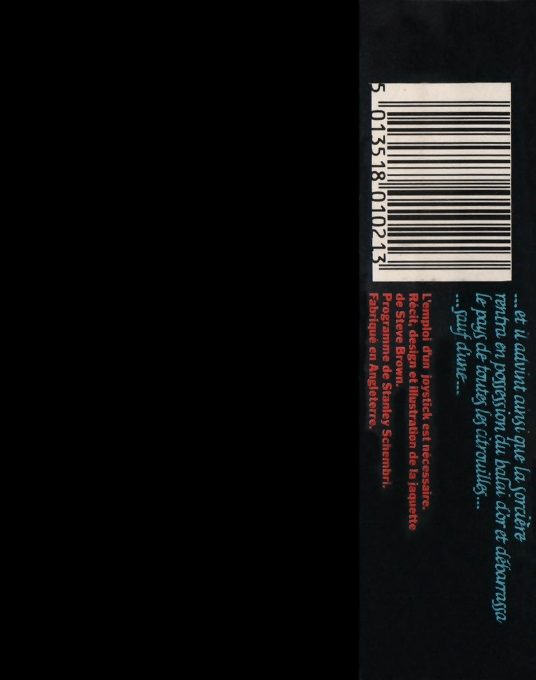 ...et il advint ainsi que la sorcière
rentra en possession du balai d'or et débarrassa
le pays de toutes les citrouilles...
...sauf d'une...
L'emploi d'un joystick est nécessaire.
Récit, design et illustration de la jaquette
de Steve Brown.
Programme de Stanley Schembri.
Fabriqué en Angleterre.
5 013518 010213